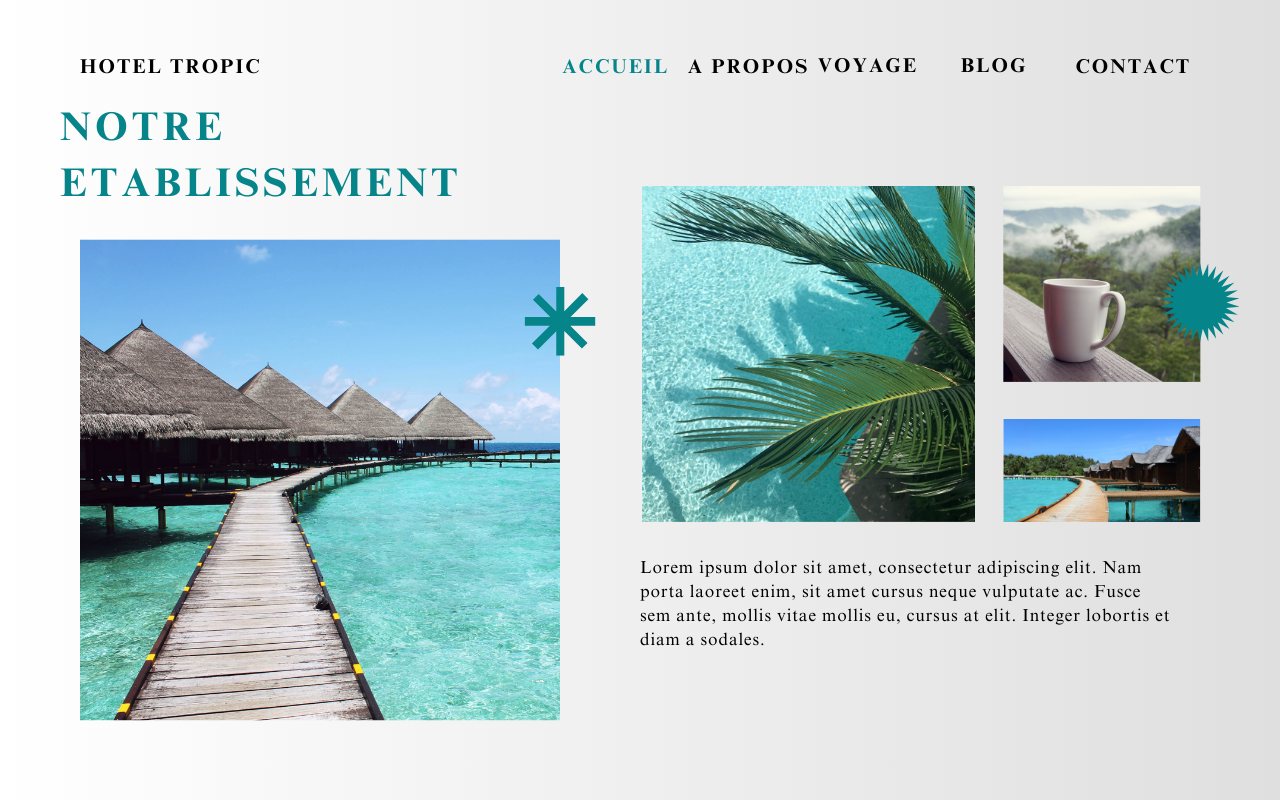 HOTEL TROPIC
ACCUEIL A PROPOS VOYAGE BLOG CONTACT
NOTRE
ETABLISSEMENT
Lorem ipsum dolor sit amet, consectetur adipiscing elit. Nam
porta laoreet enim, sit amet cursus neque vulputate ac. Fusce
sem ante, mollis vitae mollis eu, cursus at elit. Integer lobortis et
diam a sodales.